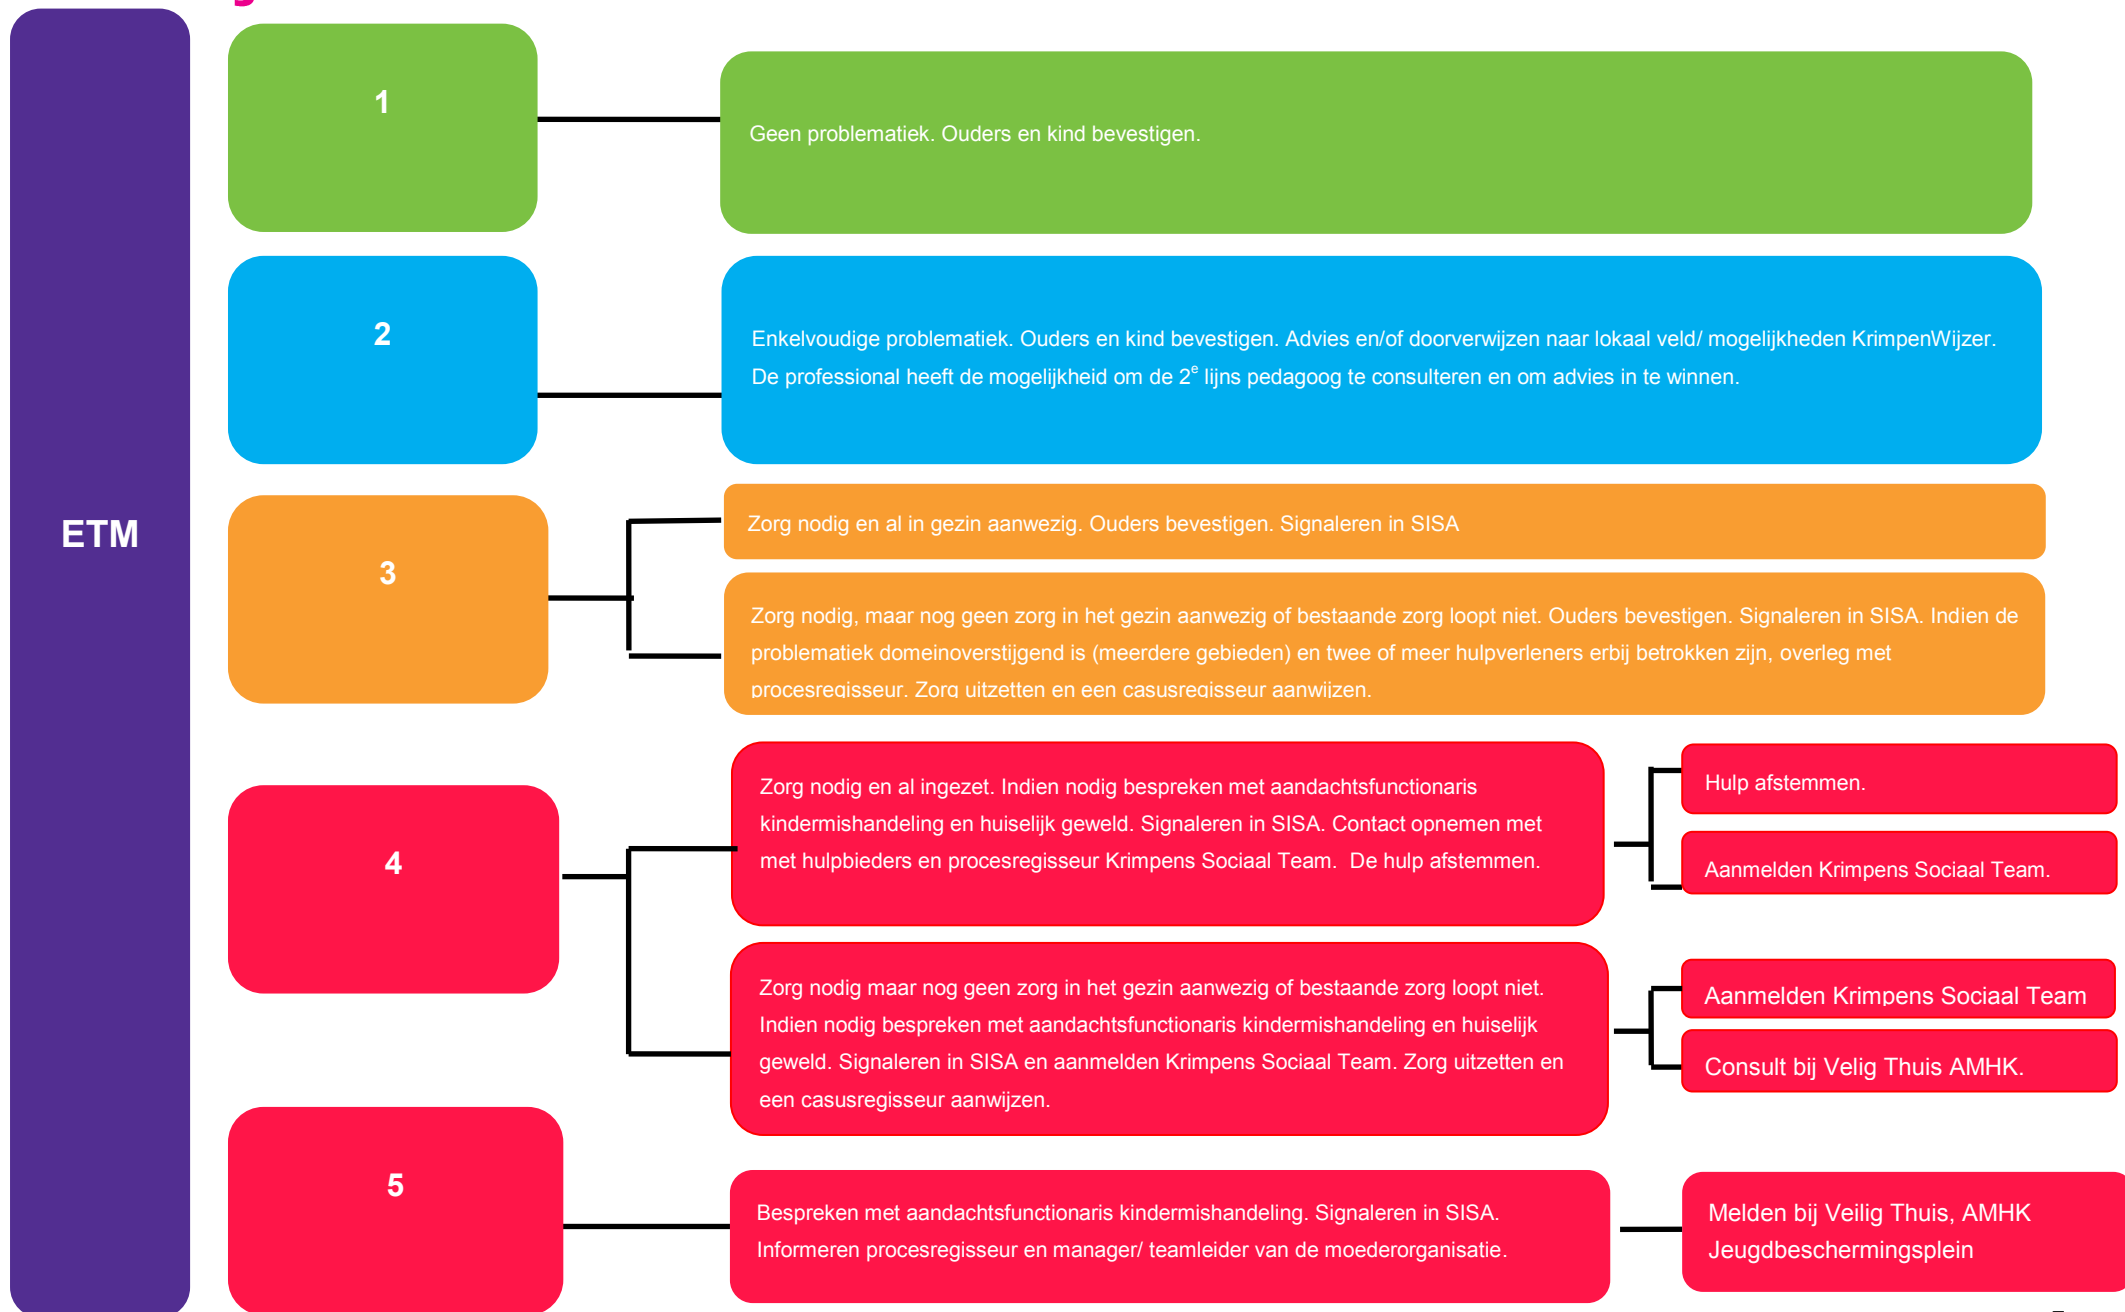 ETM
1
Geen problematiek. Ouders en kind bevestigen.
2
Enkelvoudige problematiek. Ouders en kind bevestigen. Advies en/of doorverwijzen naar lokaal veld/ mogelijkheden KrimpenWijzer.
De professional heeft de mogelijkheid om de 2e lijns pedagoog te consulteren en om advies in te winnen.
3
Zorg nodig en al in gezin aanwezig. Ouders bevestigen. Signaleren in SISA
Zorg nodig, maar nog geen zorg in het gezin aanwezig of bestaande zorg loopt niet. Ouders bevestigen. Signaleren in SISA. Indien de
problematiek domeinoverstijgend is (meerdere gebieden) en twee of meer hulpverleners erbij betrokken zijn, overleg met
procesregisseur. Zorg uitzetten en een casusregisseur aanwijzen.
4
Zorg nodig en al ingezet. Indien nodig bespreken met aandachtsfunctionaris
kindermishandeling en huiselijk geweld. Signaleren in SISA. Contact opnemen met
met hulpbieders en procesregisseur Krimpens Sociaal Team.  De hulp afstemmen.
Hulp afstemmen.
Aanmelden Krimpens Sociaal Team.
Zorg nodig maar nog geen zorg in het gezin aanwezig of bestaande zorg loopt niet.
Indien nodig bespreken met aandachtsfunctionaris kindermishandeling en huiselijk
geweld. Signaleren in SISA en aanmelden Krimpens Sociaal Team. Zorg uitzetten en
een casusregisseur aanwijzen.
Aanmelden Krimpens Sociaal Team
Consult bij Velig Thuis AMHK.
5
Bespreken met aandachtsfunctionaris kindermishandeling. Signaleren in SISA.
Informeren procesregisseur en manager/ teamleider van de moederorganisatie.
Melden bij Veilig Thuis, AMHK
Jeugdbeschermingsplein